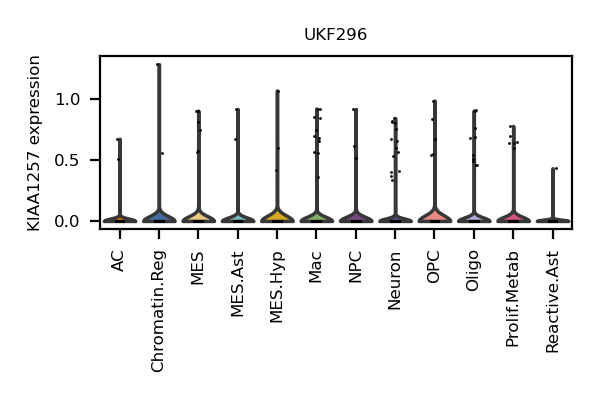 UKF296
KIAA1257 expression
1.0
0.5
0.0
AC
Chromatin.Reg
MES
MES.Ast
MES.Hyp
Mac
NPC
Neuron
OPC
Oligo
Prolif.Metab
Reactive.Ast